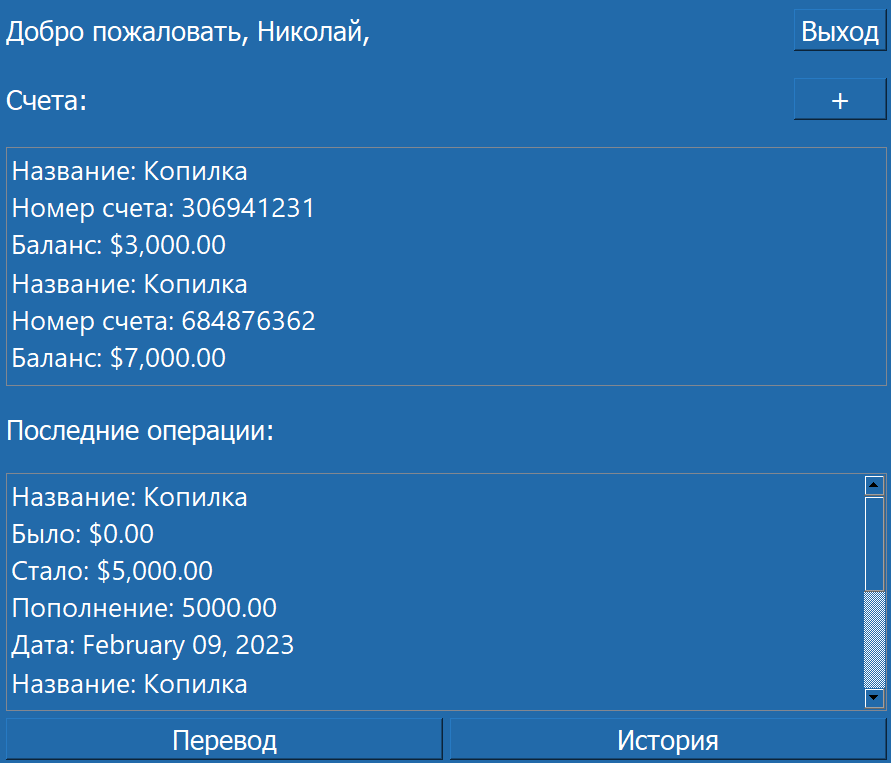 Добро пожаловать, Николай,
Выход
Счета:
+
Название: Копилка
Номер счета: 306941231
Баланс: $3,000.00
Название: Копилка
Номер счета: 684876362
Баланс: $7,000.00
Последние операции:
Название: Копилка
Было: $0.00
Стало: $5,000.00
Пополнение: 5000.00
Дата: February 09, 2023
Название: Копилка
Перевод
История